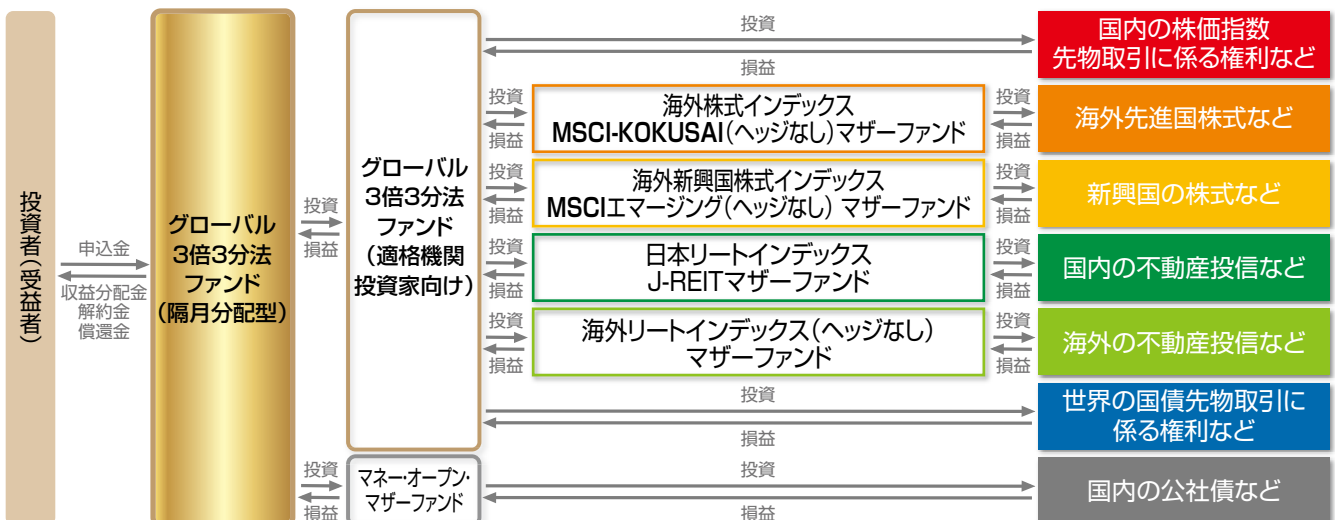 投資者（受益者）
申込金
収益分配金
解約金
償還金
グローバル
3倍3分法
ファンド
（隔月分配型）
投資
損益
投資
損益
グローバル
3倍3分法
ファンド
（適格機関
投資家向け）
マネー・オープン・
マザーファンド
投資
損益
国内の株価指数
先物取引に係る権利など
投資
損益
海外株式インデックス
MSCI-KOKUSAI（ヘッジなし）マザーファンド
投資
損益
海外先進国株式など
投資
損益
海外新興国株式インデックス
MSCIエマージング（ヘッジなし） マザーファンド
投資
損益
新興国の株式など
投資
損益
日本リートインデックス
J-REITマザーファンド
投資
損益
国内の不動産投信など
投資
損益
海外リートインデックス（ヘッジなし）
マザーファンド
投資
損益
海外の不動産投信など
投資
損益
世界の国債先物取引に
係る権利など
投資
損益
国内の公社債など